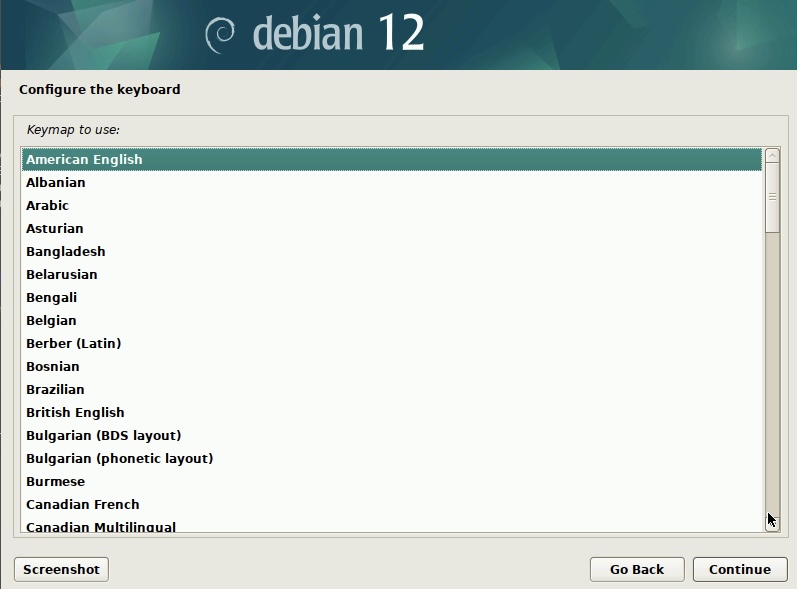 debian 12
Configure the keyboard
Keymap to use:
American English
Albanian
Arabic
Asturian
Bangladesh
Belarusian
Bengali
Belgian
Berber (Latin)
Bosnian
Brazilian
British English
Bulgarian (BDS layout)
Bulgarian (phonetic layout)
Burmese
Canadian French
Canadian Multilingual
Screenshot
Go Back
Continue